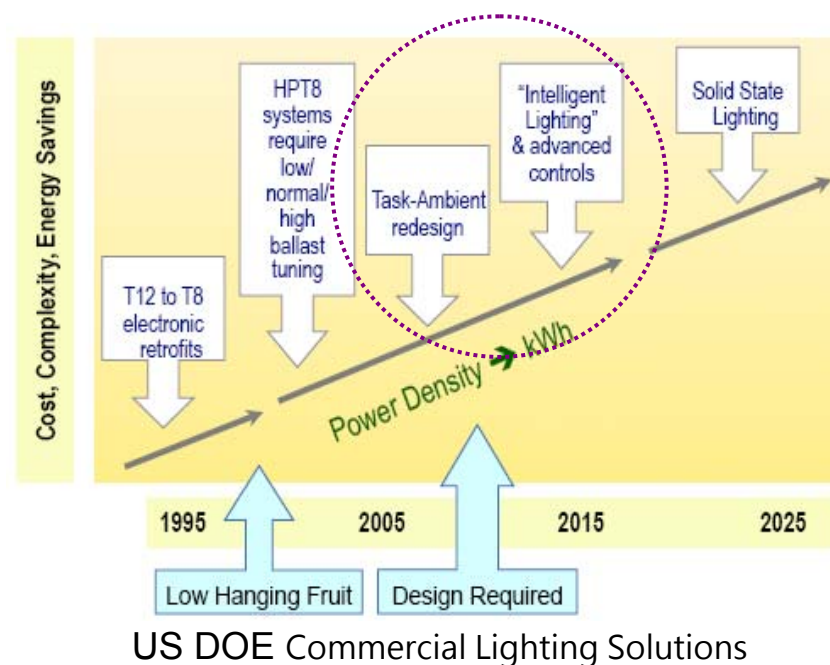 Cost, Complexity, Energy Savings
T12 to T8
electronic
retrofits
HPT8
systems
require
low/
normal/
high
ballast
tuning
Task-Ambient
redesign
"Intelligent
Lighting"
& advanced
controls
Solid State
Lighting
Power Density ➔ kWh
1995 2005 2015 2025
Low Hanging Fruit
Design Required
US DOE Commercial Lighting Solutions